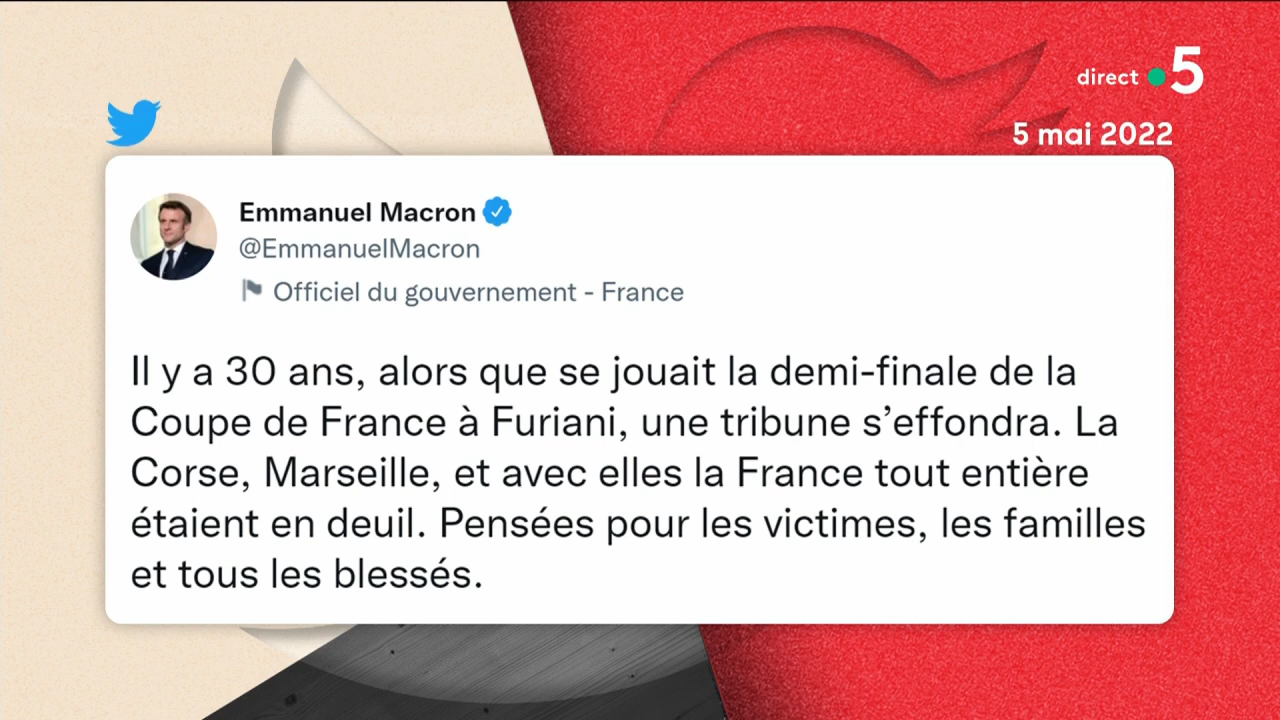 direct 5
5 mai 2022
Emmanuel Macron
@EmmanuelMacron
Officiel du gouvernement - France
Il y a 30 ans, alors que se jouait la demi-finale de la
Coupe de France à Furiani, une tribune s’effondra. La
Corse, Marseille, et avec elles la France tout entière
étaient en deuil. Pensées pour les victimes, les familles
et tous les blessés.